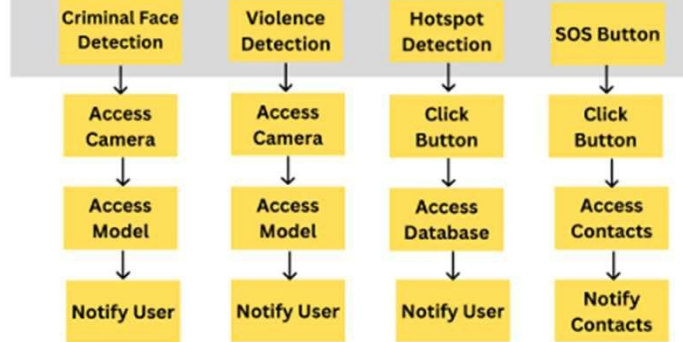 Criminal Face
Detection
Violence
Detection
Hotspot
Detection
SOS Button
Access
Camera
Access
Camera
Click
Button
Click
Button
Access
Model
Access
Model
Access
Database
Access
Contacts
Notify User
Notify User
Notify User
Notify
Contacts